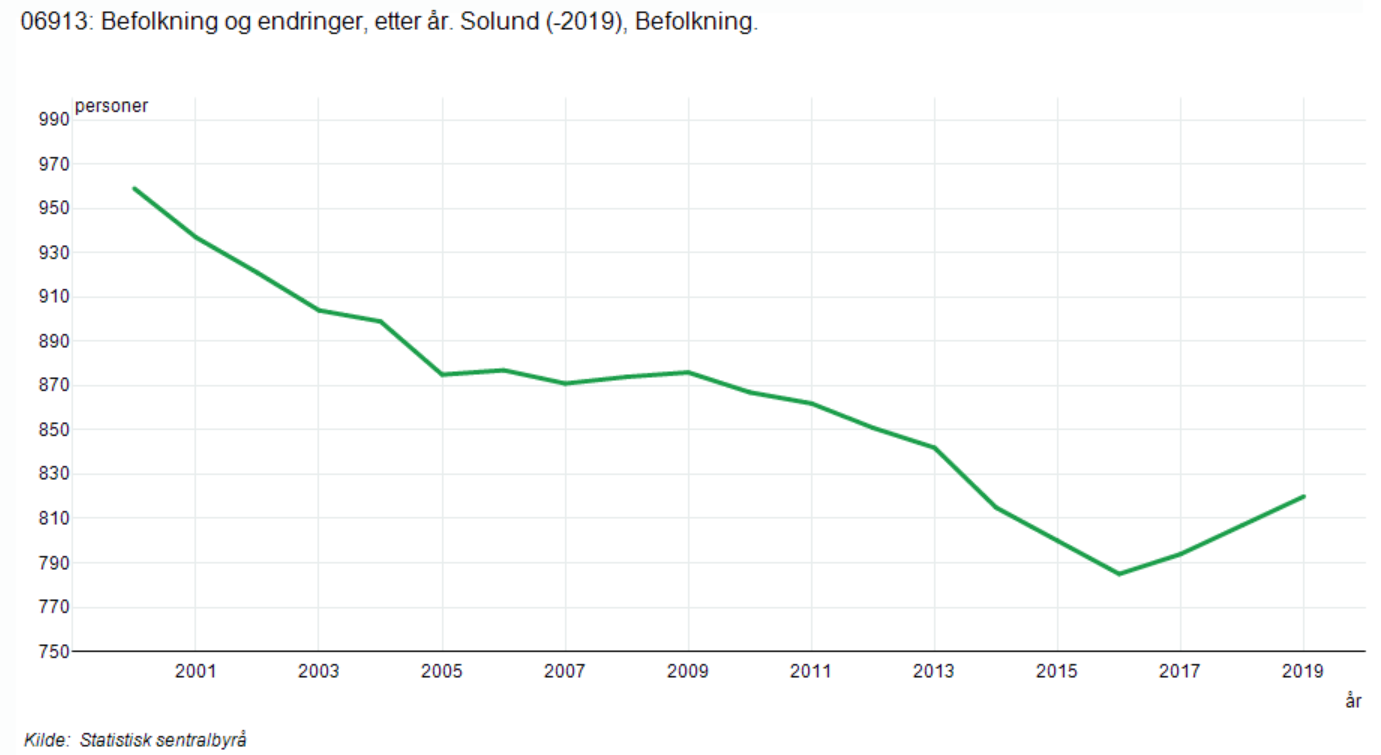 06913: Befolkning og endringer, etter år. Solund (-2019), Befolkning.
personer
990
970
950
930
910
890
870
850
830
810
790
770
750
2001 2003 2005 2007 2009 2011 2013 2015 2017 2019
år
Kilde: Statistisk sentralbyrå